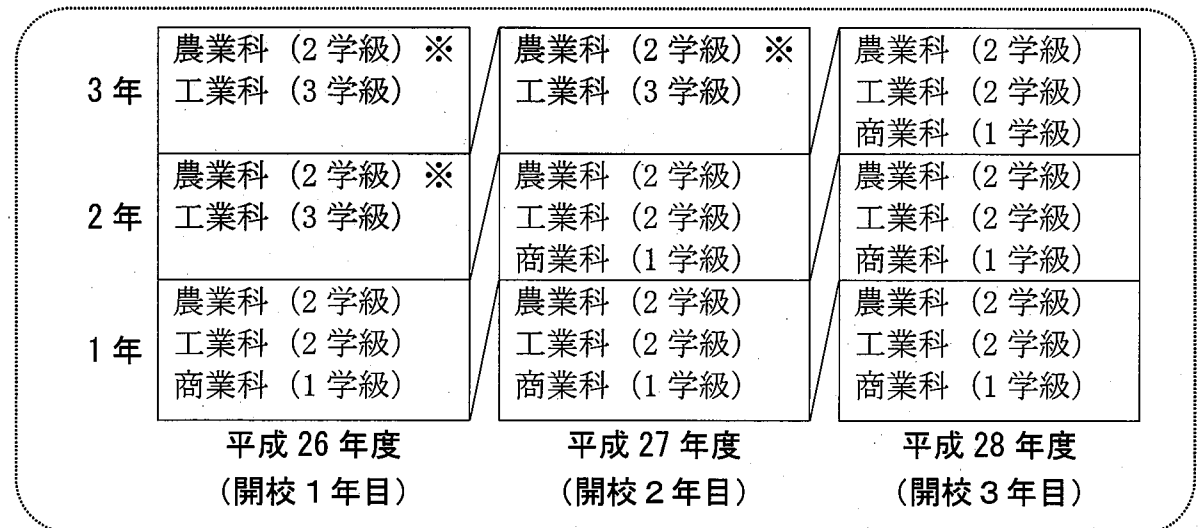 3年
農業科（2学級）※
工業科（3学級）
農業科（2学級）※
工業科（3学級）
農業科（2学級）
工業科（2学級）
商業科（1学級）
2年
農業科（2学級）※
工業科（3学級）
農業科（2学級）
工業科（2学級）
商業科（1学級）
農業科（2学級）
工業科（2学級）
商業科（1学級）
1年
農業科（2学級）
工業科（2学級）
商業科（1学級）
農業科（2学級）
工業科（2学級）
商業科（1学級）
農業科（2学級）
工業科（2学級）
商業科（1学級）
平成26年度
（開校1年目）
平成27年度
（開校2年目）
平成28年度
（開校3年目）